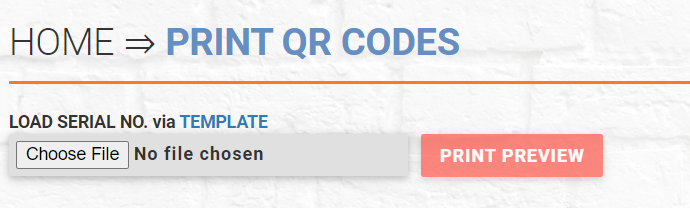 HOME ⇒ PRINT QR CODES
LOAD SERIAL NO. via TEMPLATE
Choose File No file chosen
PRINT PREVIEW